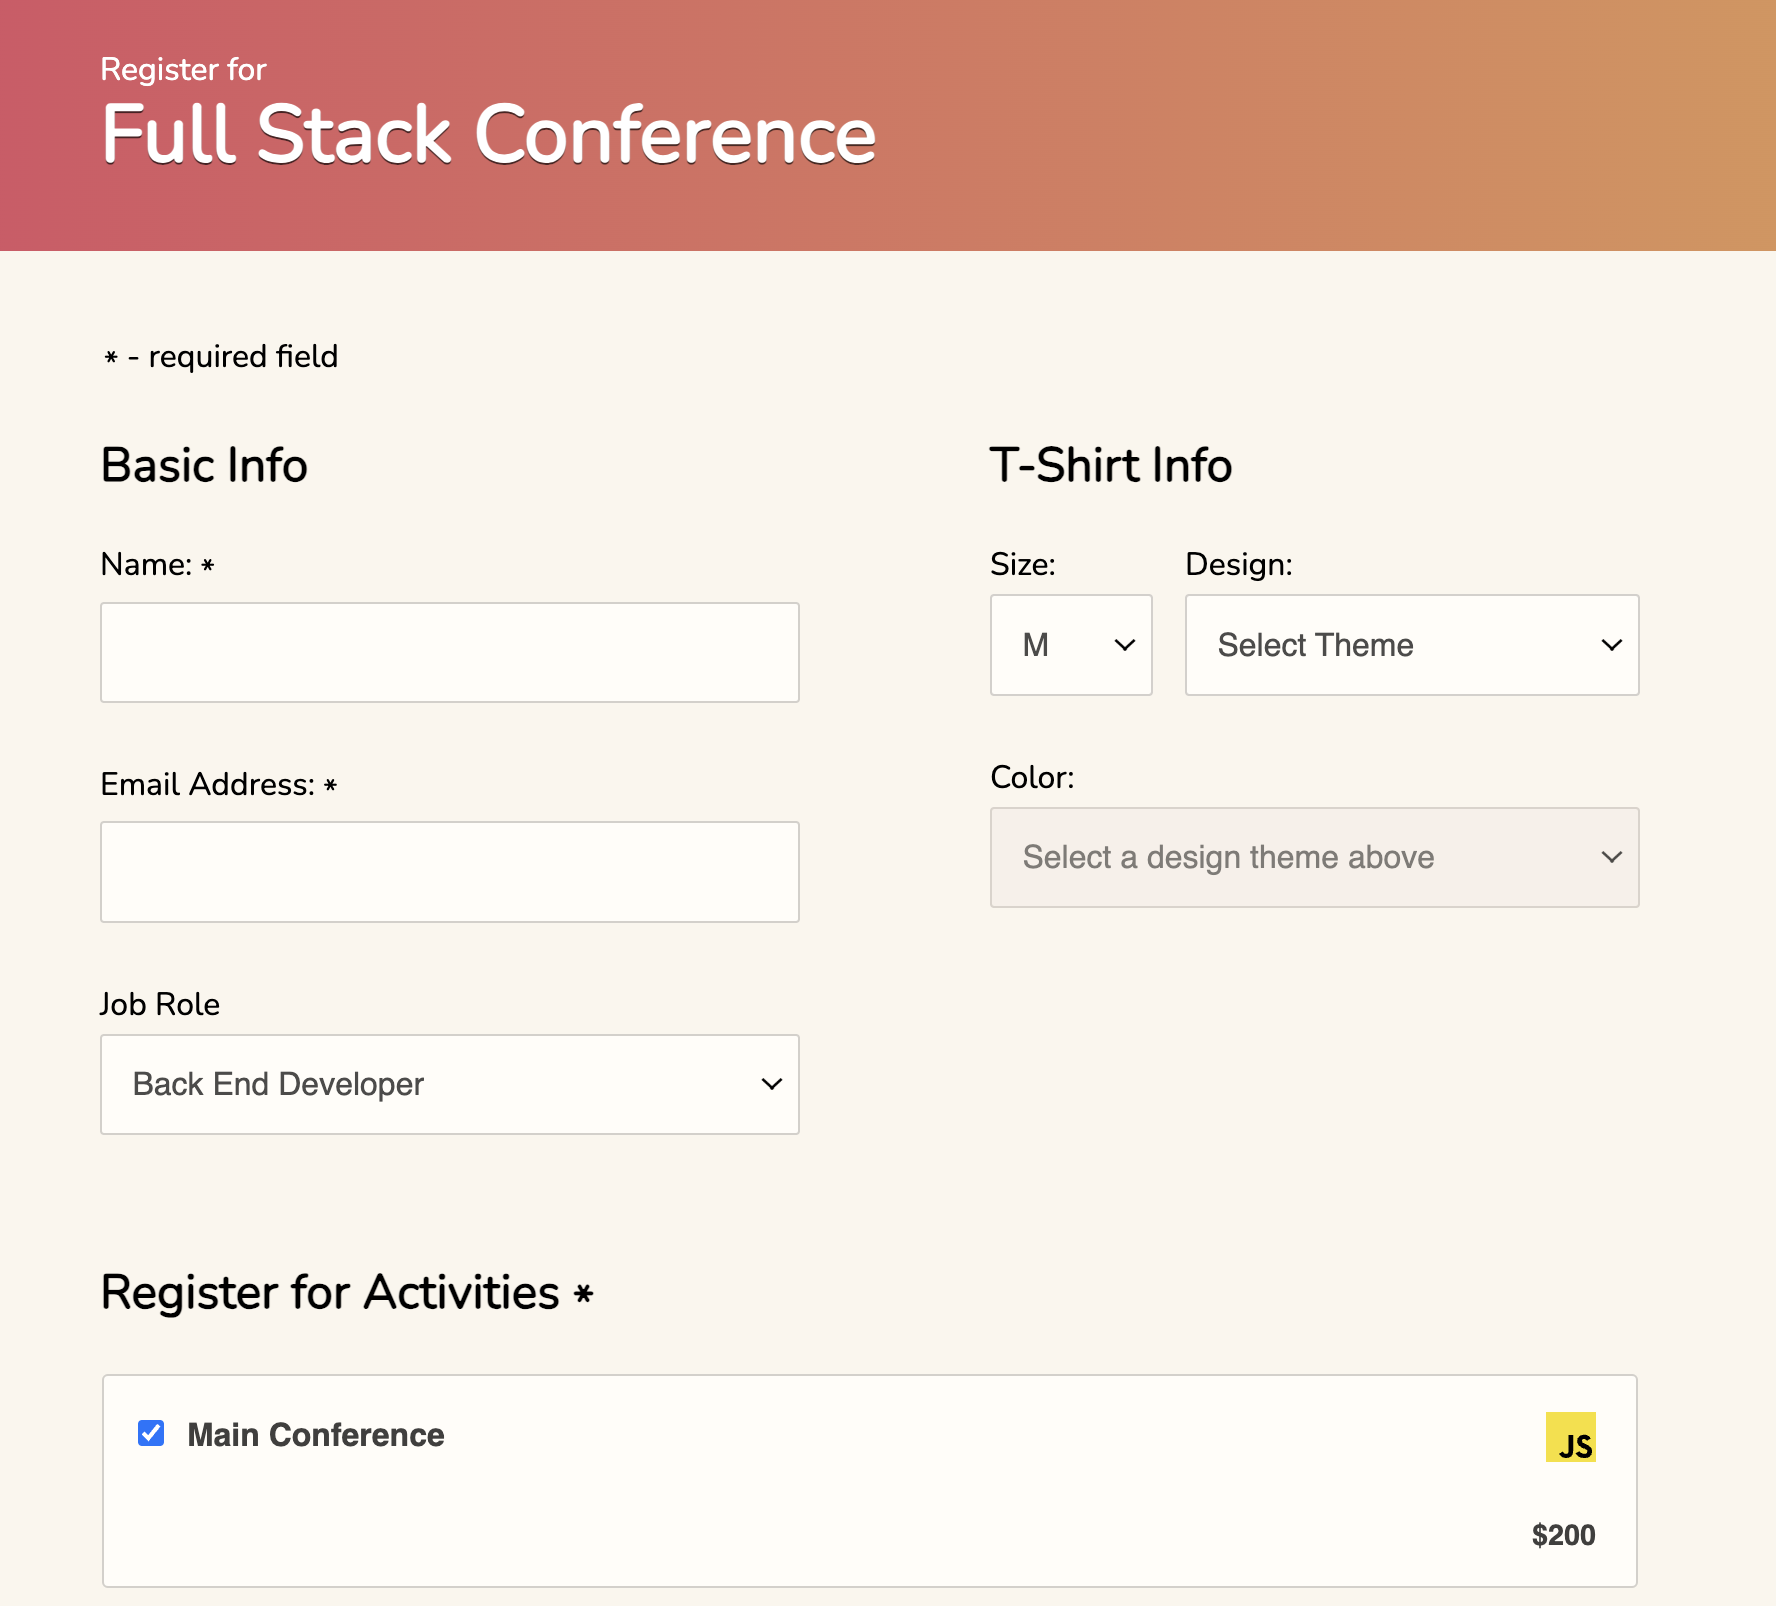 Register for
Full Stack Conference
* - required field
Basic Info
Name: *
Email Address: *
Job Role
Back End Developer
T-Shirt Info
Size:
Design:
M
Select Theme
Color:
Select a design theme above
Register for Activities *
Main Conference
JS
$200